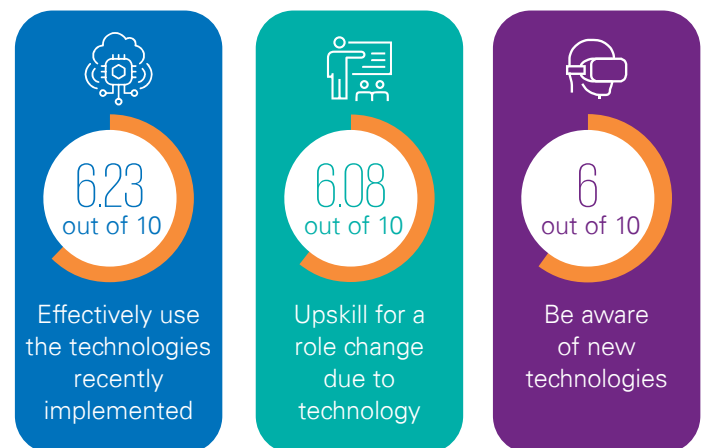 6.23
out of 10
Effectively use
the technologies
recently
implemented
6.08
out of 10
Upskill for a
role change
due to
technology
6
out of 10
Be aware
of new
technologies